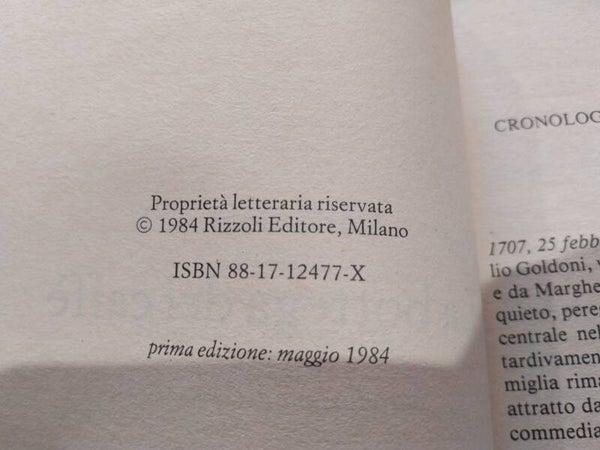 Proprietà letteraria riservata
© 1984 Rizzoli Editore, Milano
ISBN 88-17-12477-X
prima edizione: maggio 1984
CRONOLOG
1707, 25 febb
lio Goldoni, v
e da Marghe
quieto, pere
centrale nel
tardivamen
miglia rima
attratto da
commedia